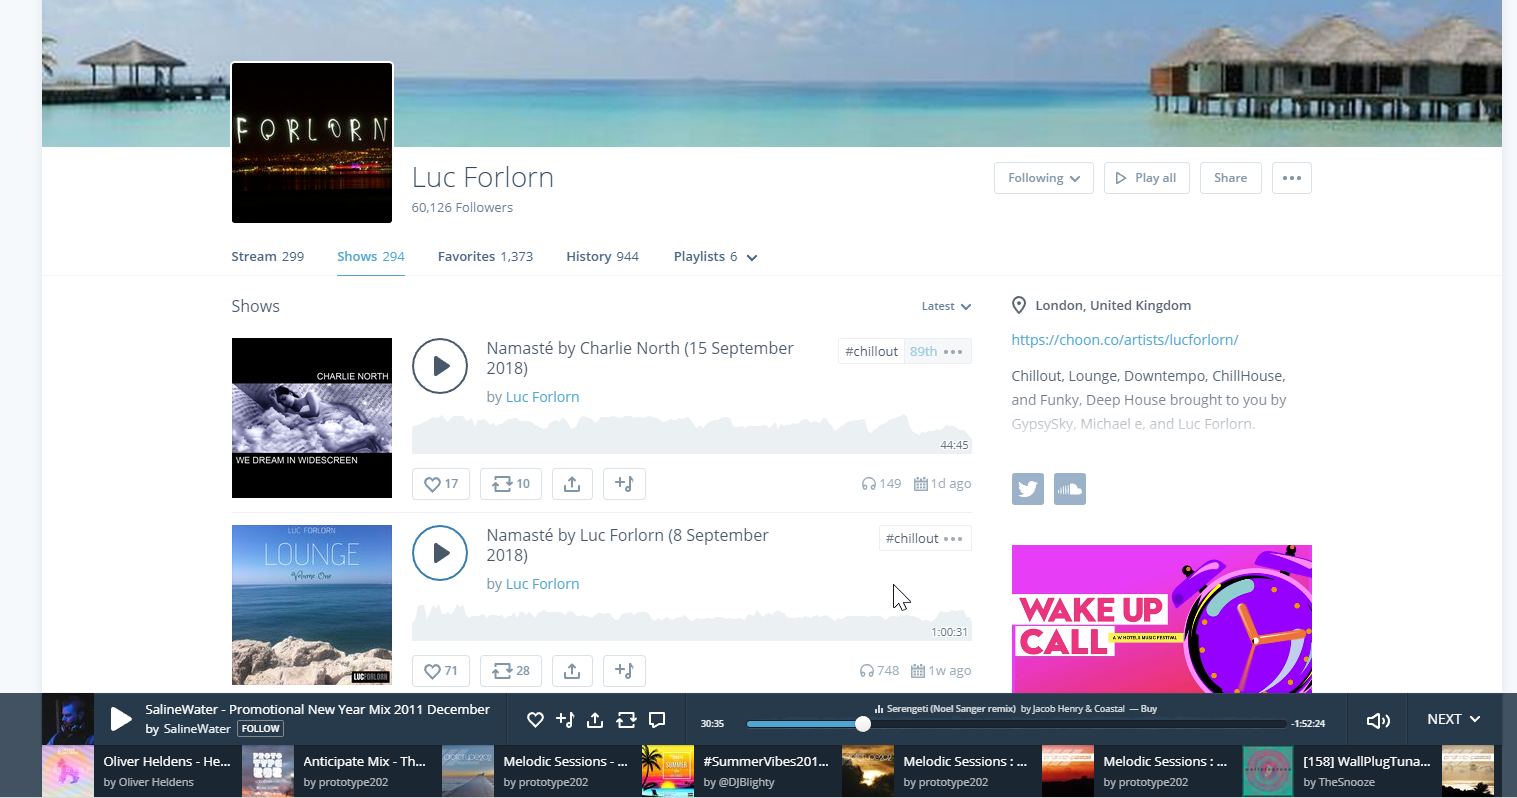 FORLORN
Luc Forlorn
60,126 Followers
Following
Play all
Share
Stream 299
Shows 294
Favorites 1,373
History 944
Playlists 6
Shows
Latest
CHARLIE NORTH
WE DREAM IN WIDESCREEN
Namasté by Charlie North (15 September
2018)
by Luc Forlorn
#chillout 89th
44:45
17
10
149
1d ago
LUC FORLORN
LOUNGE
Volume One
LUCFORLORN
Namasté by Luc Forlorn (8 September
2018)
by Luc Forlorn
#chillout
1:00:31
71
28
748
1w ago
London, United Kingdom
https://choon.co/artists/lucforlorn/
Chillout, Lounge, Downtempo, ChillHouse,
and Funky, Deep House brought to you by
GypsySky, Michael e, and Luc Forlorn.
WAKE UP
CALL
A W HOTELS MUSIC FESTIVAL
SalineWater - Promotional New Year Mix 2011 December
by SalineWater FOLLOW
30:35
Serengeti (Noel Sanger remix) by Jacob Henry & Coastal — Buy
-1:52:24
NEXT
Oliver Heldens - He...
by Oliver Heldens
PROTO
TYPE
202
Anticipate Mix - Th...
by prototype202
Melodic Sessions - ...
by prototype202
SUMMER
#SummerVibes201...
by @DJBlighty
Melodic Sessions : ...
by prototype202
Melodic Sessions : ...
by prototype202
[158] WallPlugTuna...
by TheSnooze